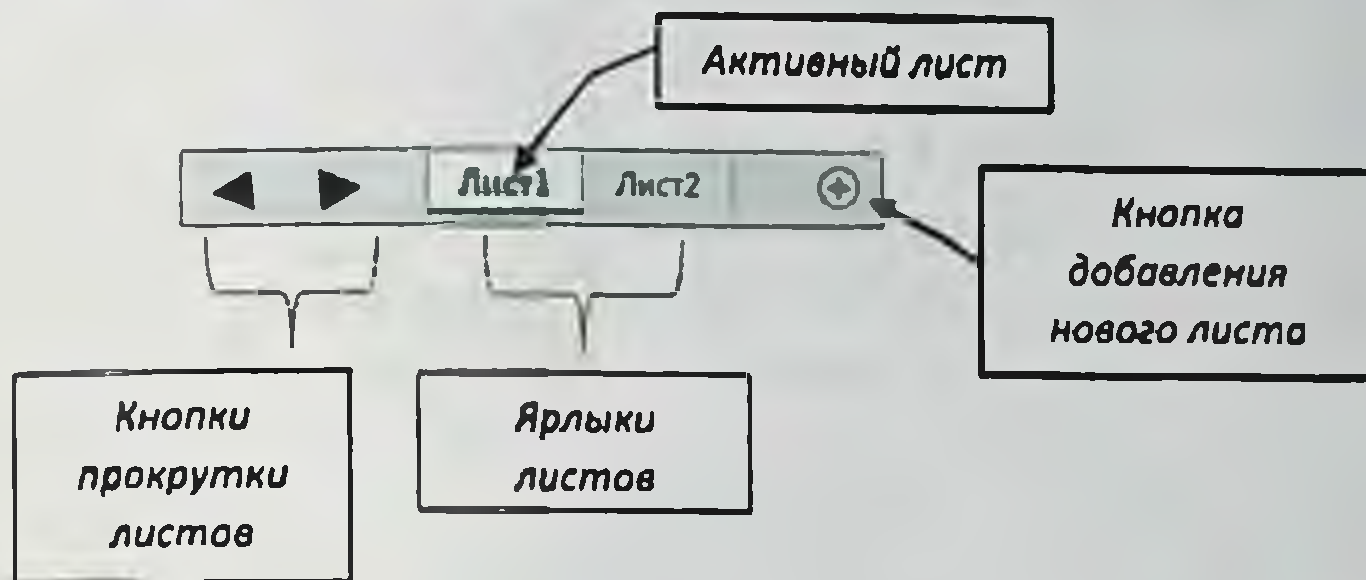 Активный лист
Лист1 Лист2
Кнопка
добавления
нового листа
Кнопки
прокрутки
листов
Ярлыки
листов